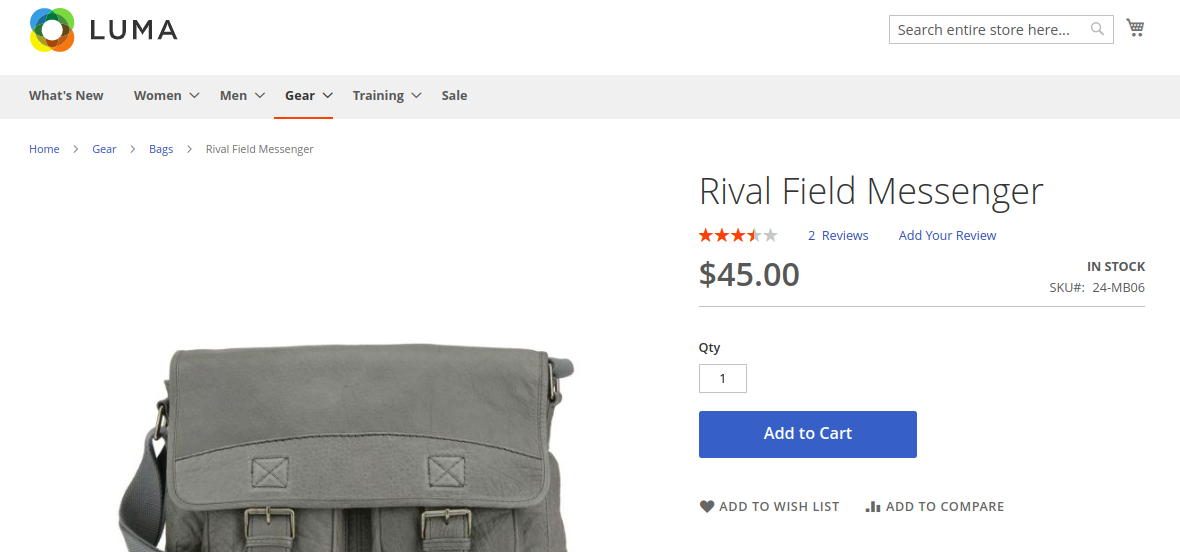 LUMA
Search entire store here...
What's New Women Men Gear Training Sale
Home Gear Bags Rival Field Messenger
Rival Field Messenger
2 Reviews Add Your Review
$45.00
IN STOCK
SKU#: 24-MB06
Qty
1
Add to Cart
ADD TO WISH LIST ADD TO COMPARE